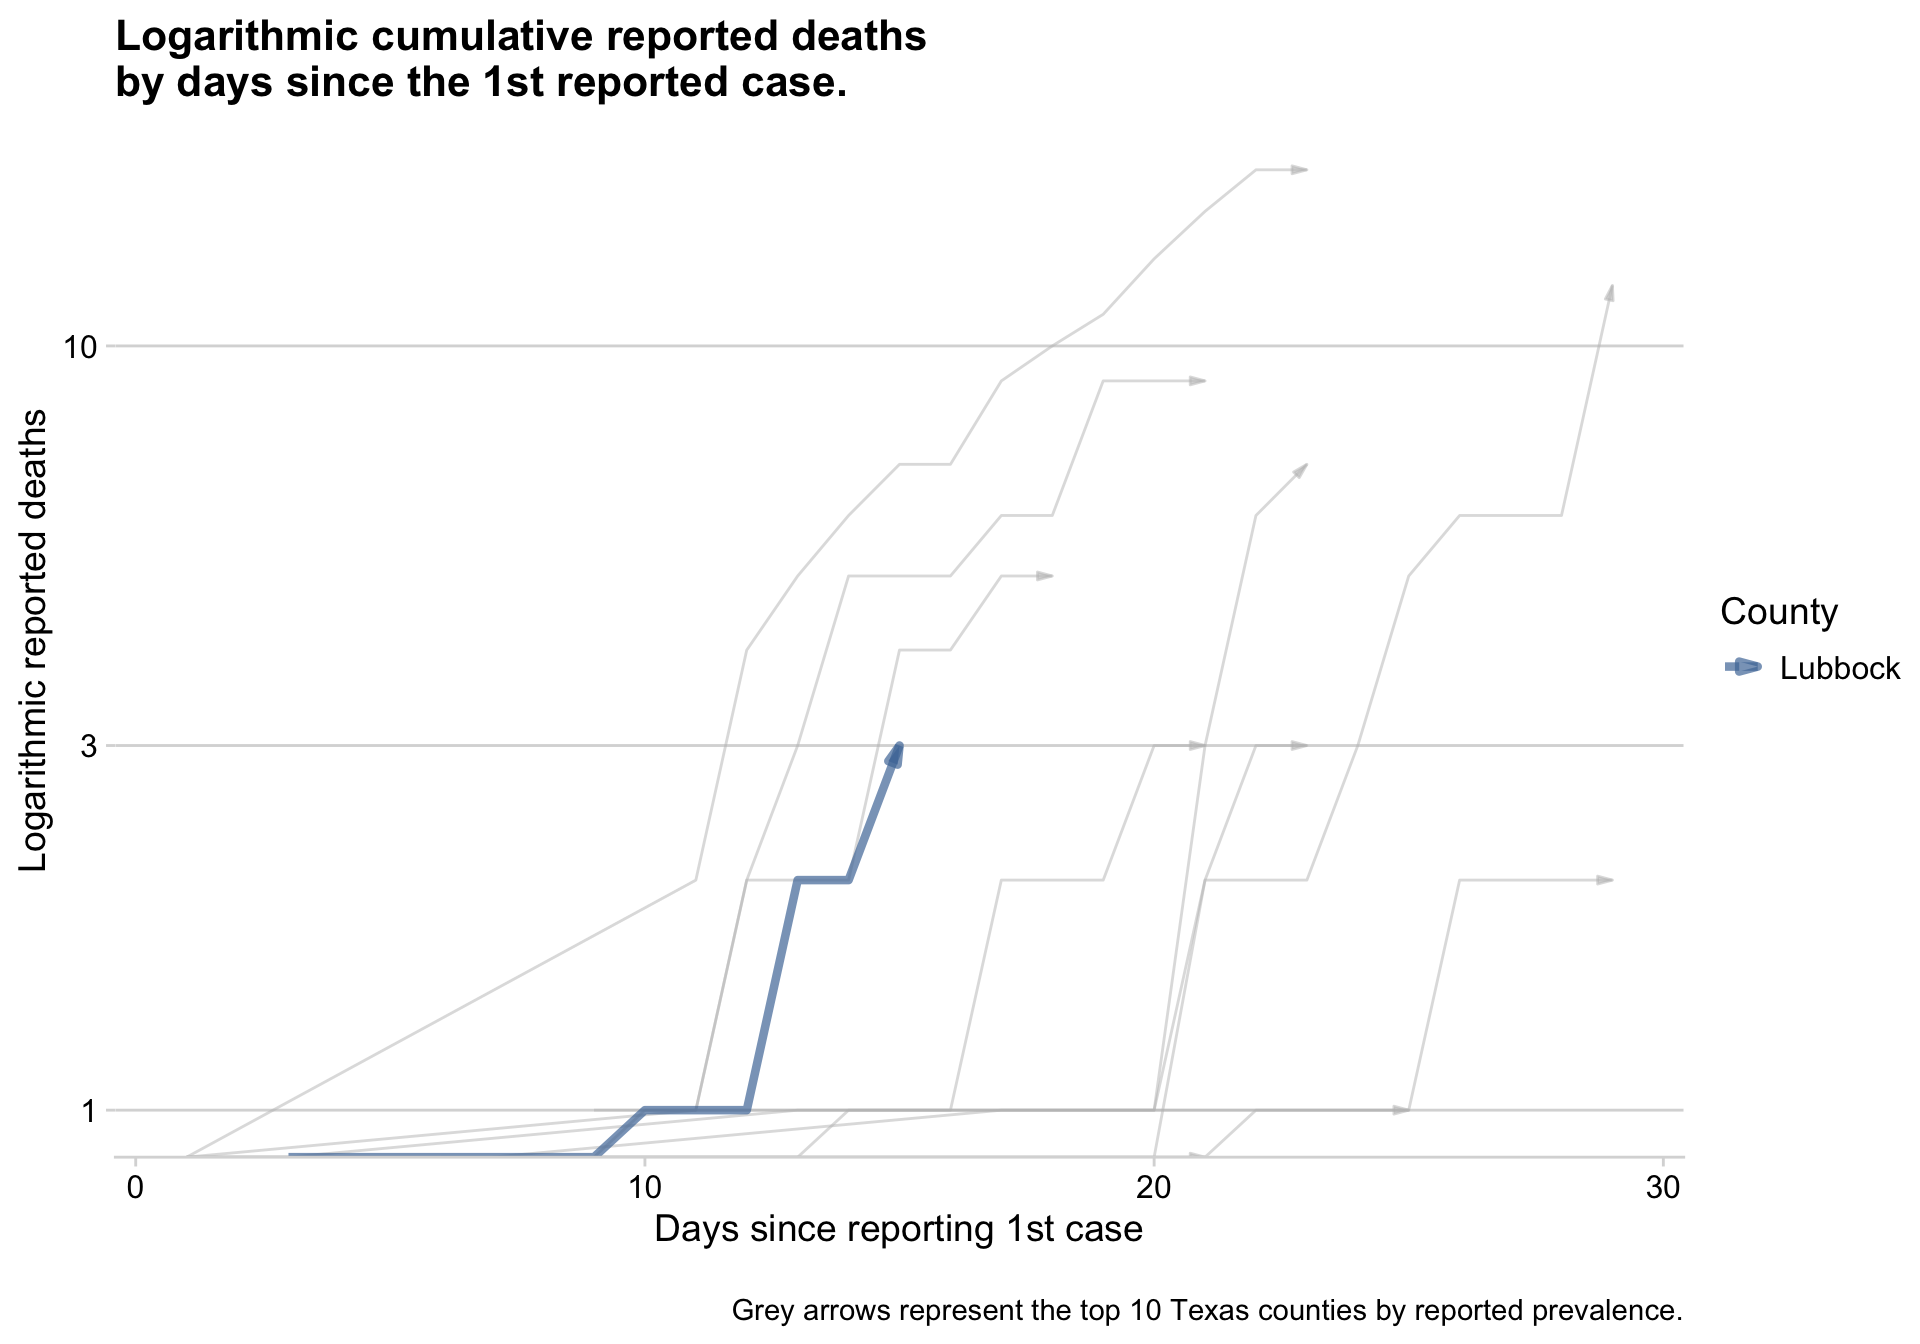 Logarithmic cumulative reported deaths
by days since the 1st reported case.
10
3
1
Logarithmic reported deaths
0 10 20 30
Days since reporting 1st case
County
Lubbock
Grey arrows represent the top 10 Texas counties by reported prevalence.